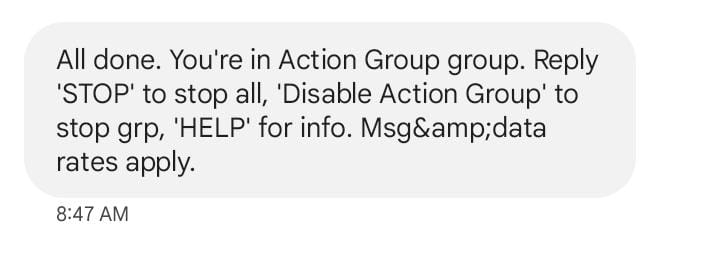 All done. You're in Action Group group. Reply
'STOP' to stop all, 'Disable Action Group' to
stop grp, 'HELP' for info. Msg&amp;data
rates apply.
8:47 AM